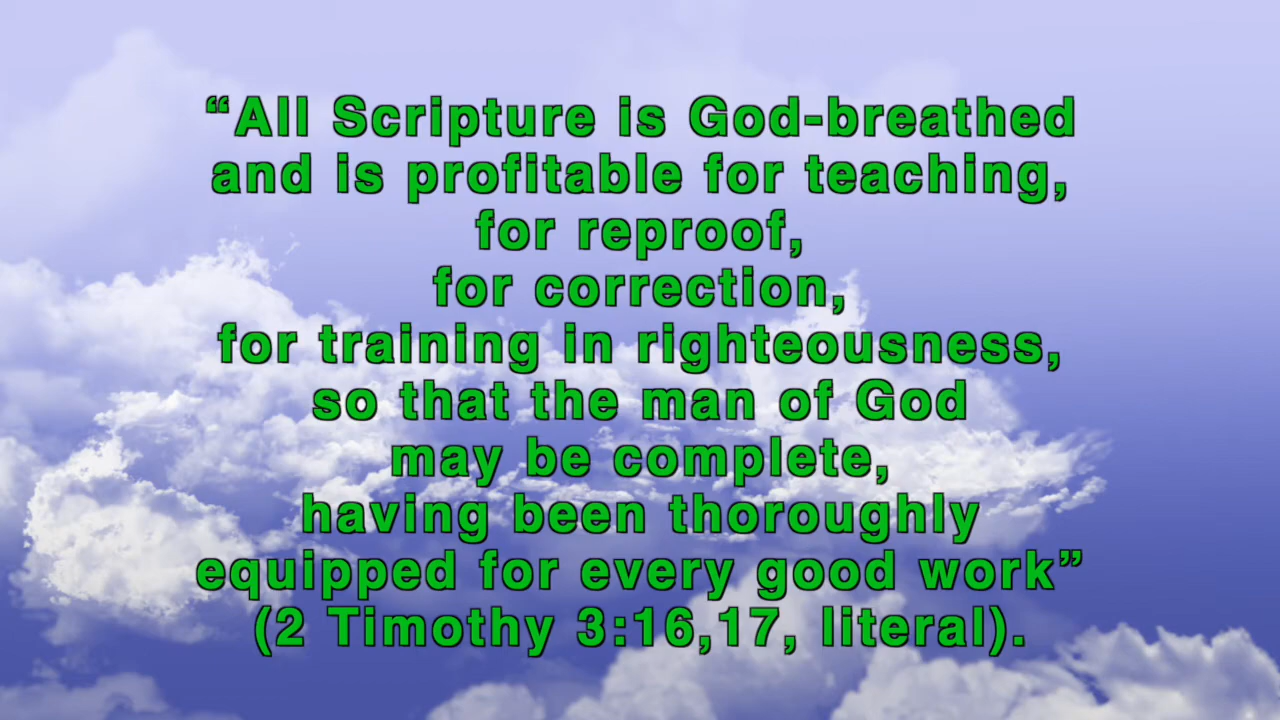 “All Scripture is God-breathed
and is profitable for teaching,
for reproof,
for correction,
for training in righteousness,
so that the man of God
may be complete,
having been thoroughly
equipped for every good work”
(2 Timothy 3:16,17, literal).